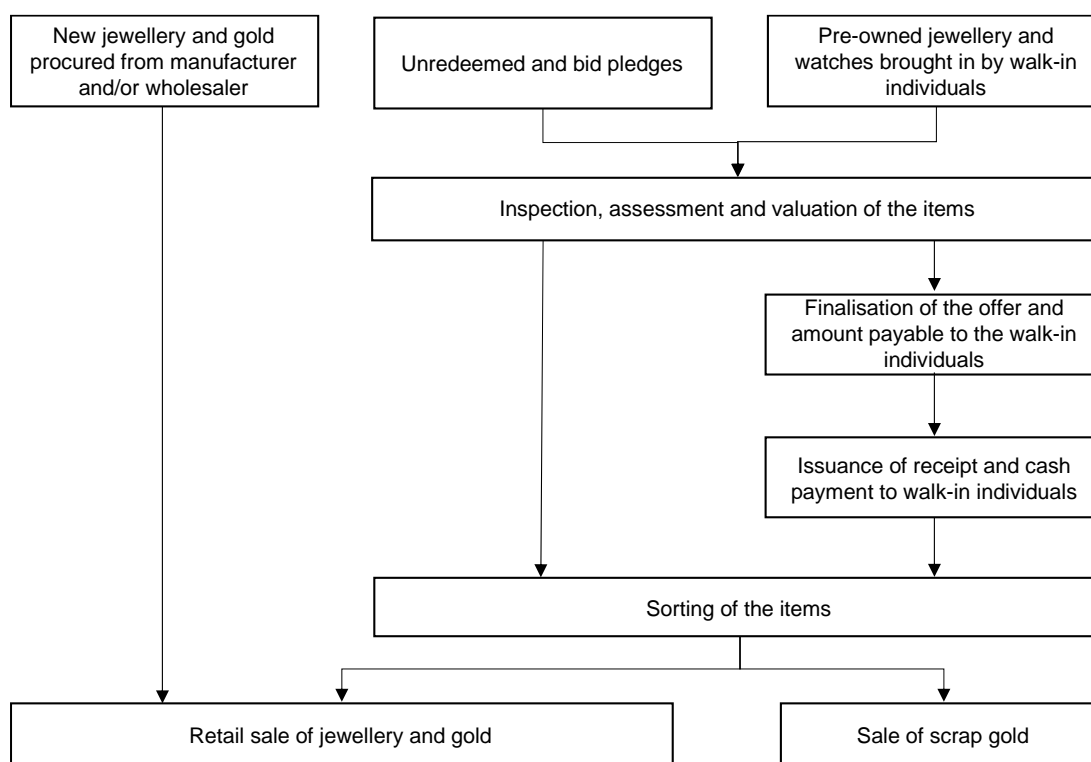 New jewellery and gold
procured from manufacturer
and/or wholesaler
Unredeemed and bid pledges
Pre-owned jewellery and
watches brought in by walk-in
individuals
Inspection, assessment and valuation of the items
Finalisation of the offer and
amount payable to the walk-in
individuals
Issuance of receipt and cash
payment to walk-in individuals
Sorting of the items
Retail sale of jewellery and gold
Sale of scrap gold